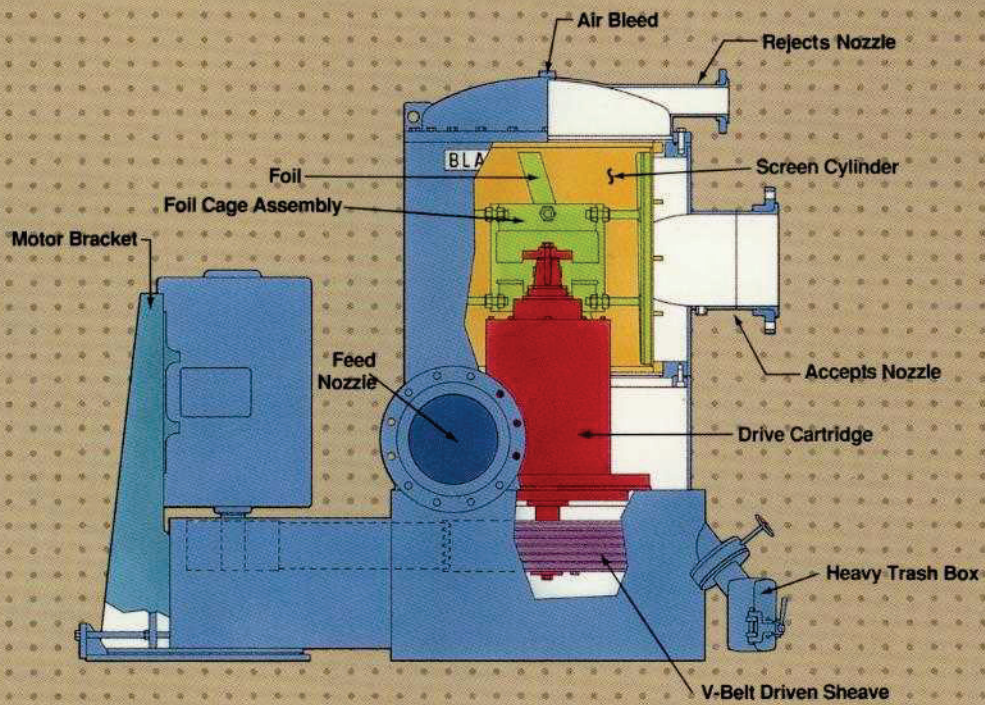 Air Bleed
Rejects Nozzle
BLA
Foil
Screen Cylinder
Foil Cage Assembly
Motor Bracket
Feed
Nozzle
Accepts Nozzle
Drive Cartridge
Heavy Trash Box
V-Belt Driven Sheave